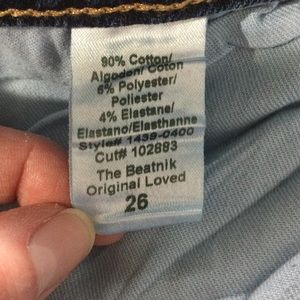 90% Cotton/
Algodon/ Coton
6% Polyester/
Poliester
4% Elastane/
Elastano/Elasthanne
Style# 1439-0400
Cut# 102883
The Beatnik
Original Loved
26